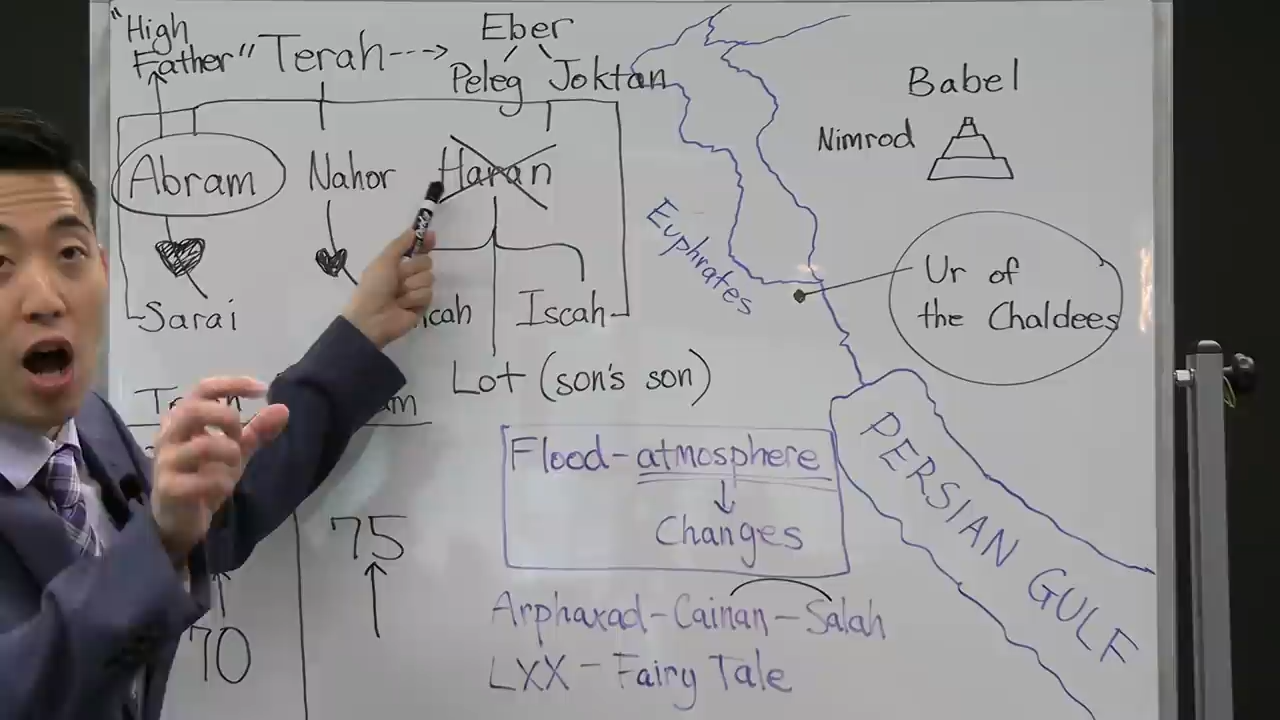 "High
Father"
Terah
Eber
Peleg Joktan
Babel
Nimrod
Abram
Nahor
Haran
Euphrates
Ur of
the Chaldees
Sarai
Iscah
Lot (son's son)
Flood-atmosphere
Changes
75
70
Arphaxad-Cainan-Salah
LXX-Fairy Tale
PERSIAN GULF